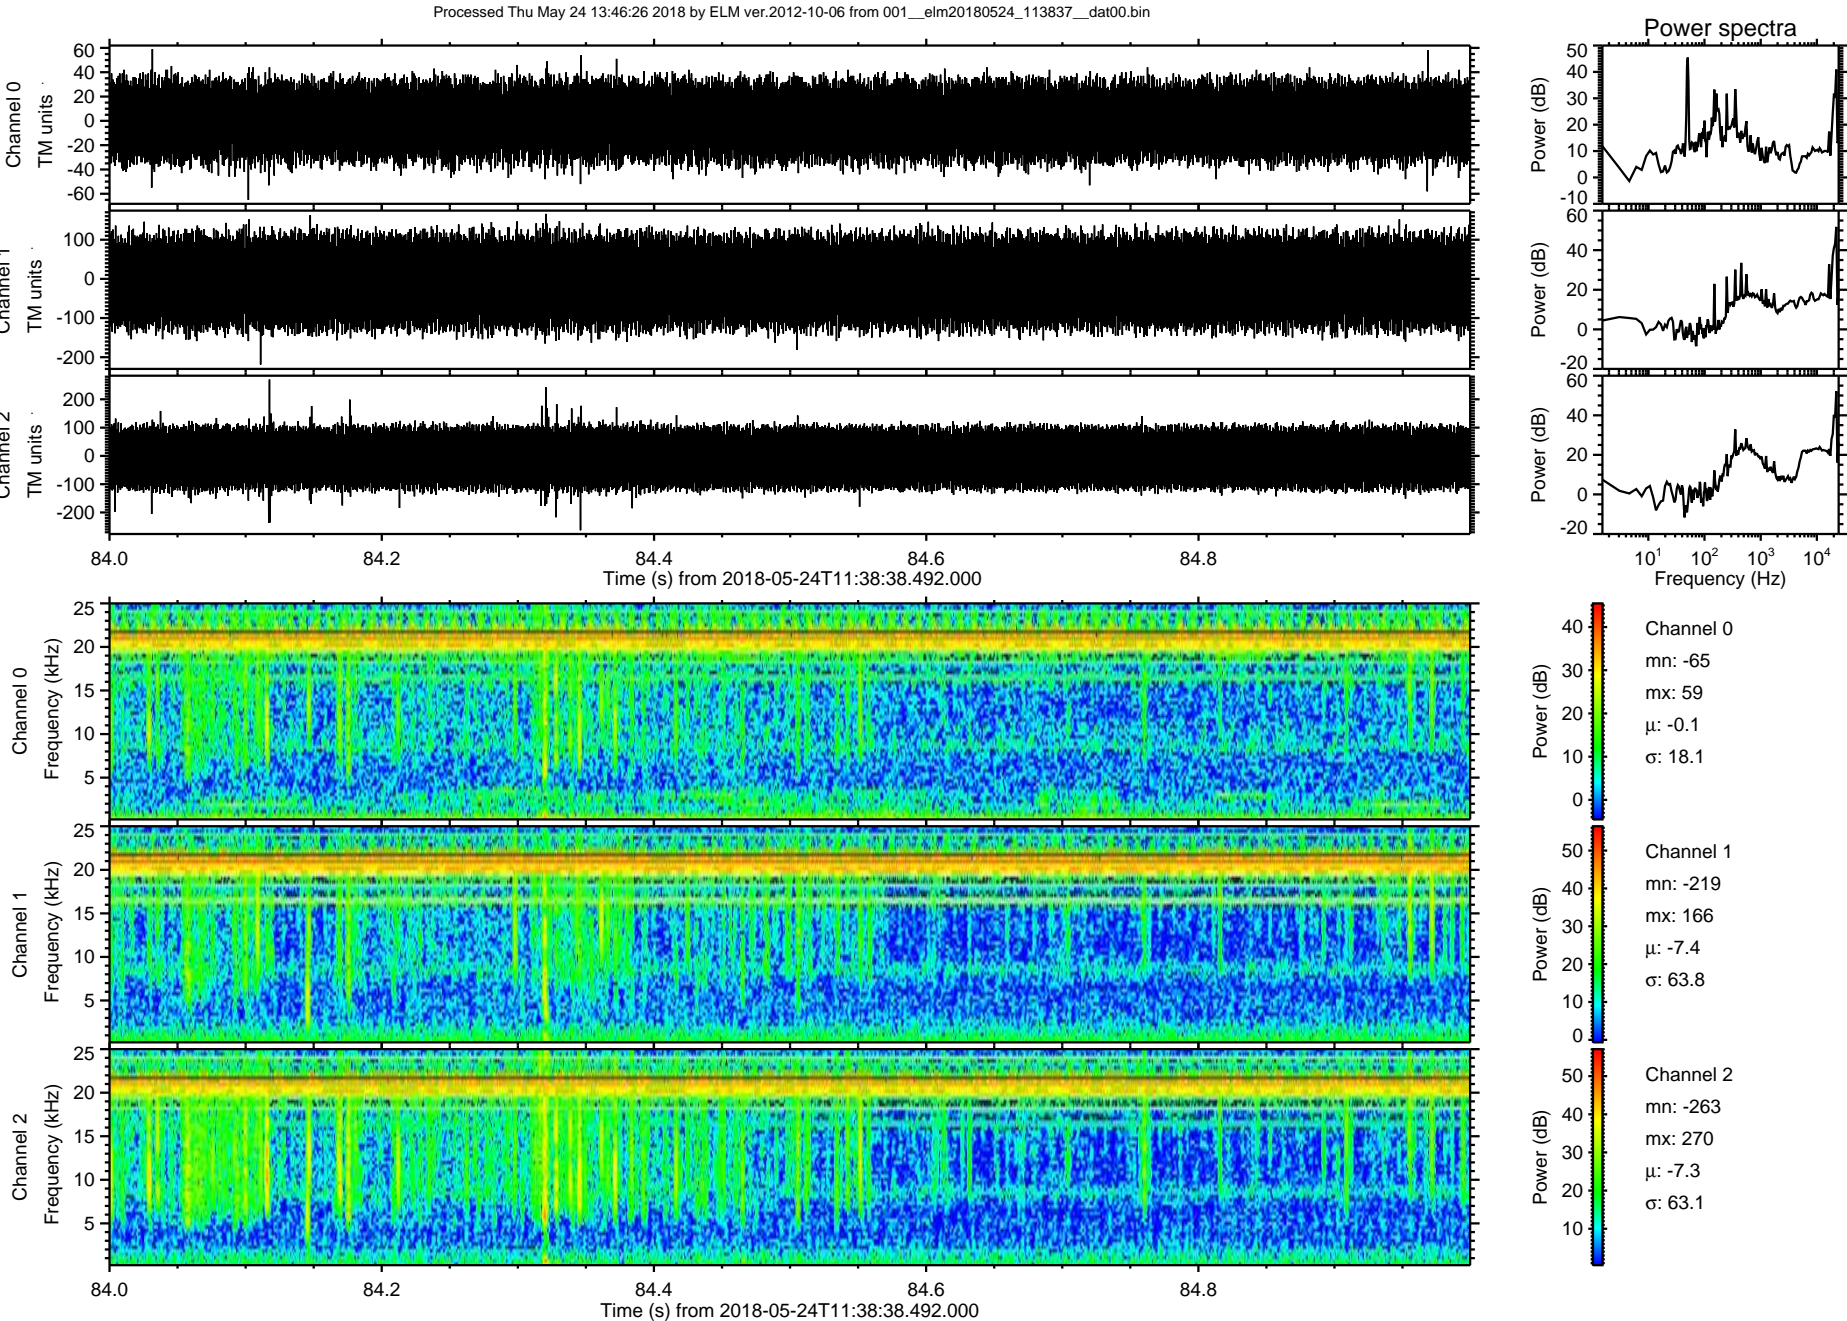 Processed Thu May 24 13:46:26 2018 by ELM ver.2012-10-06 from 001__elm20180524_113837__dat00.bin
Power spectra
Channel 0
TM units
60
40
20
0
-20
-40
-60
Power (dB)
50
40
30
20
10
0
-10
Channel 1
TM units
100
0
-100
-200
Power (dB)
60
40
20
0
-20
Channel 2
TM units
200
100
0
-100
-200
Power (dB)
60
40
20
0
-20
84.0 84.2 84.4 84.6 84.8
Time (s) from 2018-05-24T11:38:38.492.000
10¹ 10² 10³ 10⁴
Frequency (Hz)
Channel 0
Frequency (kHz)
25
20
15
10
5
Power (dB)
40
30
20
10
0
Channel 0
mn: -65
mx: 59
μ: -0.1
σ: 18.1
Channel 1
Frequency (kHz)
25
20
15
10
5
Power (dB)
50
40
30
20
10
0
Channel 1
mn: -219
mx: 166
μ: -7.4
σ: 63.8
Channel 2
Frequency (kHz)
25
20
15
10
5
Power (dB)
50
40
30
20
10
Channel 2
mn: -263
mx: 270
μ: -7.3
σ: 63.1
84.0 84.2 84.4 84.6 84.8
Time (s) from 2018-05-24T11:38:38.492.000